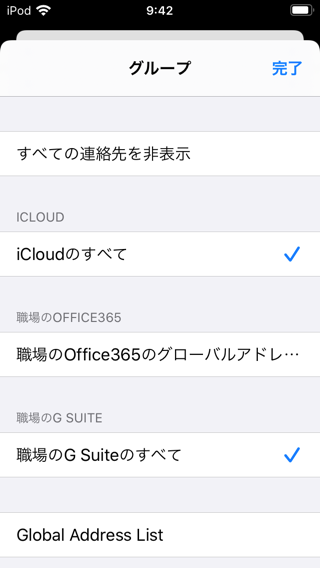 iPod 9:42
グループ 完了
すべての連絡先を非表示
ICLOUD
iCloudのすべて
職場のOFFICE365
職場のOffice365のグローバルアドレ…
職場のG SUITE
職場のG Suiteのすべて
Global Address List